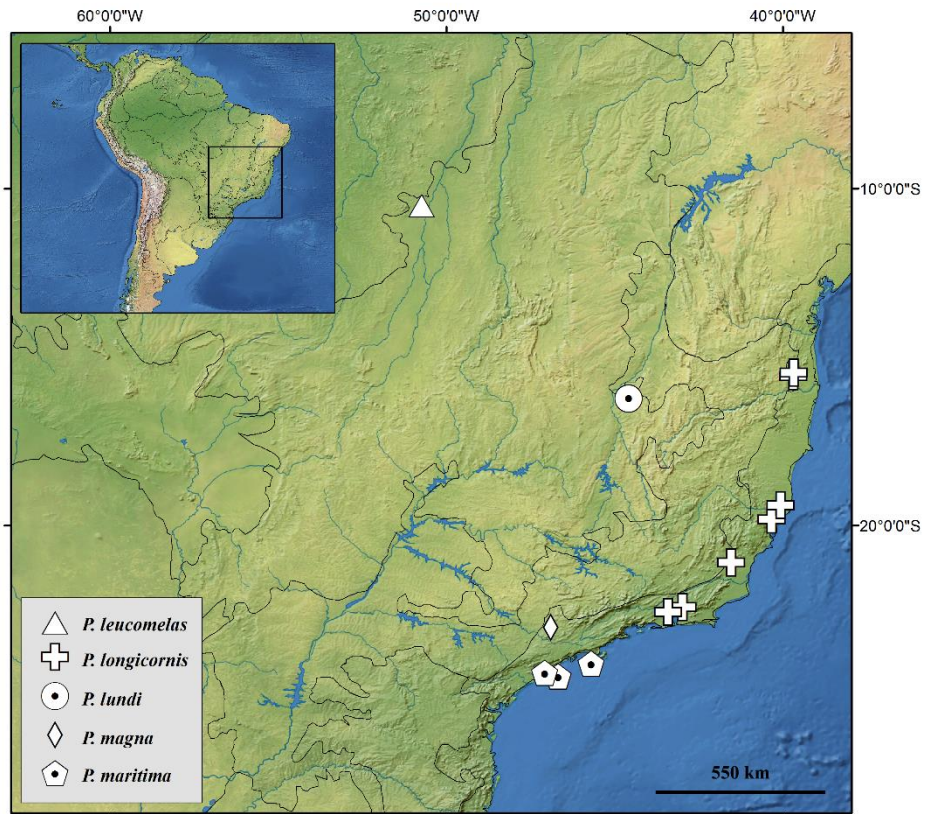 60°0'0"W 50°0'0"W 40°0'0"W
10°0'0"S
20°0'0"S
P. leucomelas
P. longicornis
P. lundi
P. magna
P. maritima
550 km